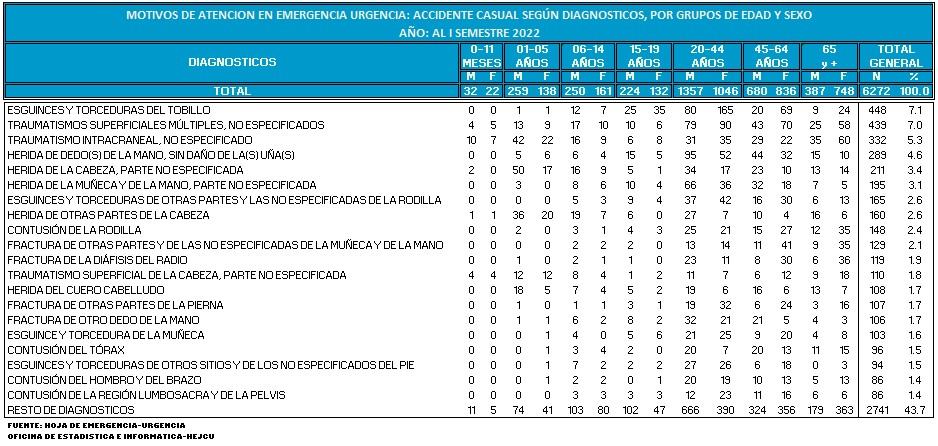 MOTIVOS DE ATENCION EN EMERGENCIA URGENCIA: ACCIDENTE CASUAL SEGÚN DIAGNOSTICOS, POR GRUPOS DE EDAD Y SEXO
AÑO: AL I SEMESTRE 2022
DIAGNOSTICOS 0-11 MESES 01-05 AÑOS 06-14 AÑOS 15-19 AÑOS 20-44 AÑOS 45-64 AÑOS 65 y + TOTAL GENERAL
M F M F M F M F M F M F M F N %
TOTAL 32 22 259 138 250 161 224 132 1357 1046 680 836 387 748 6272 100.0
ESGUINCES Y TORCEDURAS DEL TOBILLO 0 0 1 1 12 7 25 35 80 165 20 69 9 24 448 7.1
TRAUMATISMOS SUPERFICIALES MÚLTIPLES, NO ESPECIFICADOS 4 5 13 9 17 10 10 6 79 90 43 70 25 58 439 7.0
TRAUMATISMO INTRACRANEAL, NO ESPECIFICADO 10 7 42 22 16 9 6 8 31 35 29 22 35 60 332 5.3
HERIDA DE DEDO(S) DE LA MANO, SIN DAÑO DE LA(S) UÑA(S) 0 0 5 6 6 4 15 5 95 52 44 32 15 10 289 4.6
HERIDA DE LA CABEZA, PARTE NO ESPECIFICADA 2 0 50 17 16 9 5 1 34 17 23 10 13 14 211 3.4
HERIDA DE LA MUÑECA Y DE LA MANO, PARTE NO ESPECIFICADA 0 0 3 0 8 6 10 4 66 36 32 18 7 5 195 3.1
ESGUINCES Y TORCEDURAS DE OTRAS PARTES Y LAS NO ESPECIFICADAS DE LA RODILLA 0 0 0 0 5 3 9 4 37 42 16 30 6 13 165 2.6
HERIDA DE OTRAS PARTES DE LA CABEZA 1 1 36 20 19 7 6 0 27 7 10 4 16 6 160 2.6
CONTUSIÓN DE LA RODILLA 0 0 2 0 3 1 4 3 25 21 15 27 12 35 148 2.4
FRACTURA DE OTRAS PARTES Y DE LAS NO ESPECIFICADAS DE LA MUÑECA Y DE LA MANO 0 0 0 0 2 2 2 0 13 14 11 41 9 35 129 2.1
FRACTURA DE LA DIÁFISIS DEL RADIO 0 0 1 0 2 1 1 0 23 11 8 30 6 36 119 1.9
TRAUMATISMO SUPERFICIAL DE LA CABEZA, PARTE NO ESPECIFICADA 4 4 12 12 8 4 1 2 11 7 6 12 9 18 110 1.8
HERIDA DEL CUERO CABELLUDO 0 0 18 5 7 4 5 2 19 6 16 6 13 7 108 1.7
FRACTURA DE OTRAS PARTES DE LA PIERNA 0 0 1 0 1 1 3 1 19 32 6 24 3 16 107 1.7
FRACTURA DE OTRO DEDO DE LA MANO 0 0 1 1 6 2 8 2 32 21 21 5 4 3 106 1.7
ESGUINCE Y TORCEDURA DE LA MUÑECA 0 0 0 1 4 0 5 6 21 25 9 20 4 8 103 1.6
CONTUSIÓN DEL TÓRAX 0 0 0 1 3 4 2 0 20 7 20 13 11 15 96 1.5
ESGUINCES Y TORCEDURAS DE OTROS SITIOS Y DE LOS NO ESPECIFICADOS DEL PIE 0 0 0 1 7 2 2 2 27 26 6 18 0 3 94 1.5
CONTUSIÓN DEL HOMBRO Y DEL BRAZO 0 0 0 1 2 2 0 1 20 19 10 13 5 13 86 1.4
CONTUSIÓN DE LA REGIÓN LUMBOSACRA Y DE LA PELVIS 0 0 0 1 3 3 3 3 12 23 11 16 6 6 86 1.4
RESTO DE DIAGNOSTICOS 11 5 74 41 103 80 102 47 666 390 324 356 179 363 2741 43.7
FUENTE: HOJA DE EMERGENCIA-URGENCIA
OFICINA DE ESTADISTICA E INFORMATICA-HEJCU